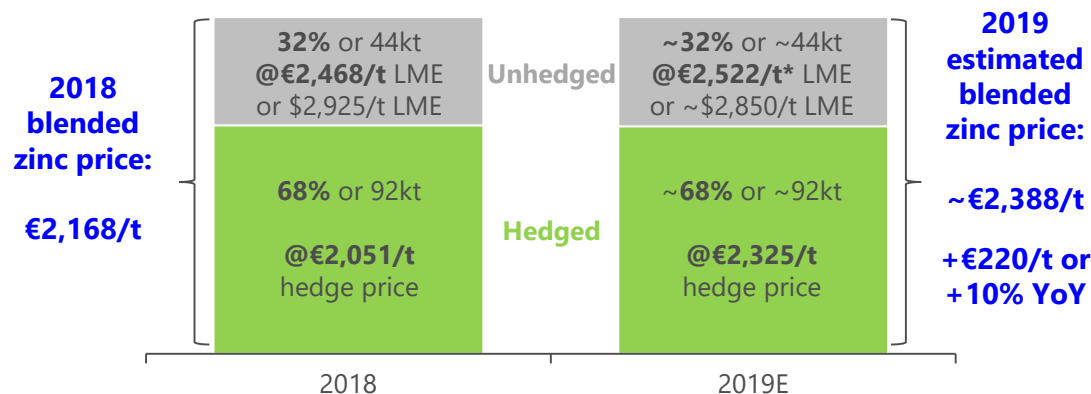 2018
blended
zinc price:
€2,168/t
32% or 44kt
@€2,468/t LME
or $2,925/t LME
68% or 92kt
@€2,051/t
hedge price
2018
Unhedged
Hedged
~32% or ~44kt
@€2,522/t* LME
or ~$2,850/t LME
~68% or ~92kt
@€2,325/t
hedge price
2019E
2019
estimated
blended
zinc price:
~€2,388/t
+€220/t or
+10% YoY